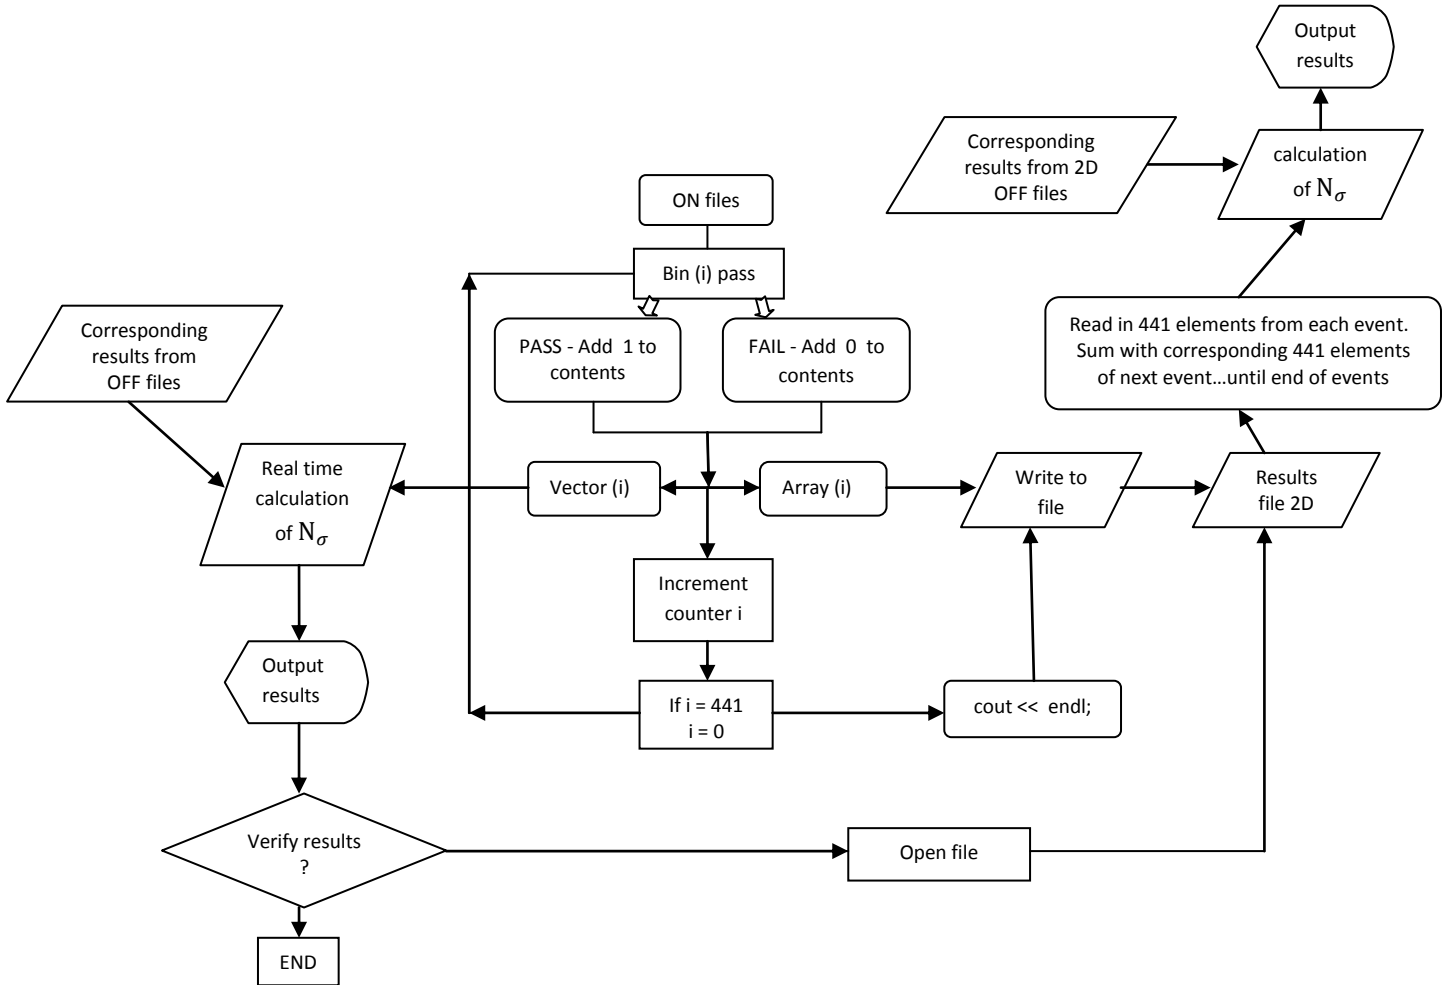 Output
results
Corresponding
results from 2D
OFF files
calculation
of Nσ
ON files
Bin (i) pass
Corresponding
results from
OFF files
PASS - Add 1 to
contents
FAIL - Add 0 to
contents
Read in 441 elements from each event.
Sum with corresponding 441 elements
of next event...until end of events
Real time
calculation
of Nσ
Vector (i)
Array (i)
Write to
file
Results
file 2D
Increment
counter i
Output
results
If i = 441
i = 0
cout << endl;
Verify results
?
Open file
END